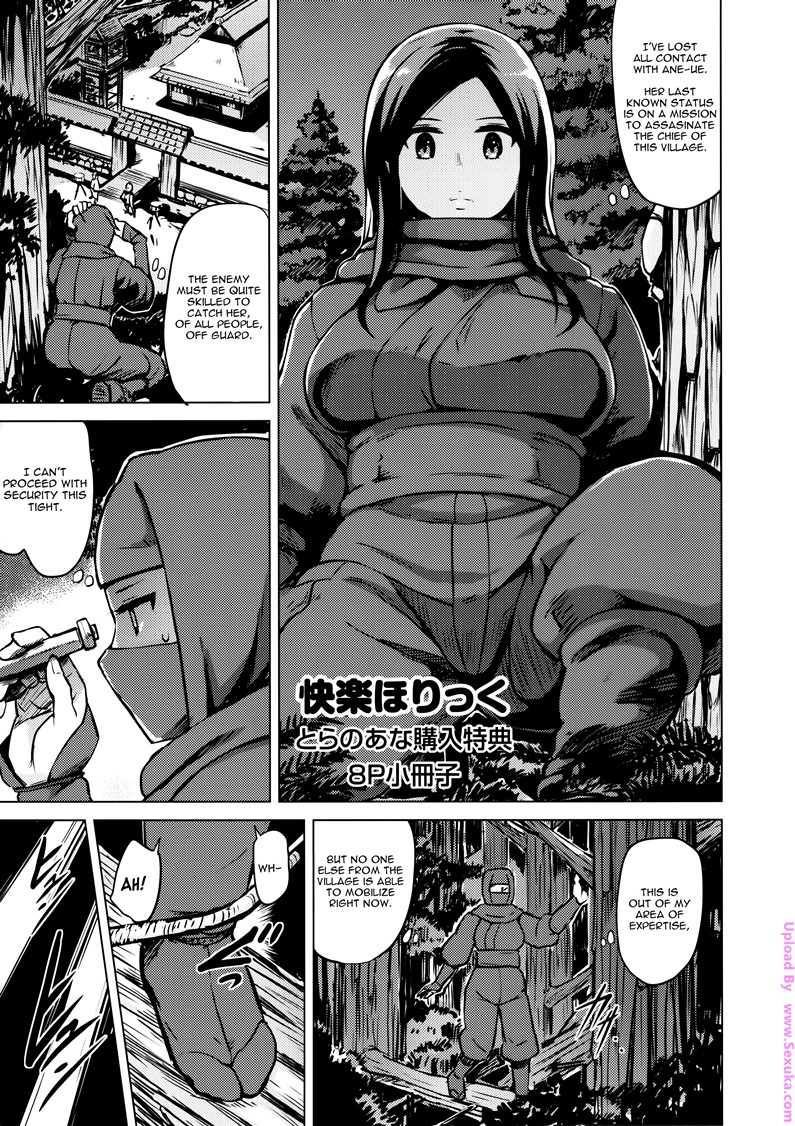 I'VE LOST
ALL CONTACT
WITH ANE-UE.
HER LAST
KNOWN STATUS
IS ON A MISSION
TO ASSASINATE
THE CHIEF OF
THIS VILLAGE.
快楽ほりっく
とらのあな購入特典
8P小冊子
THE ENEMY
MUST BE QUITE
SKILLED TO
CATCH HER,
OF ALL PEOPLE,
OFF GUARD.
I CAN'T
PROCEED WITH
SECURITY THIS
TIGHT.
THIS IS
OUT OF MY
AREA OF
EXPERTISE,
BUT NO ONE
ELSE FROM THE
VILLAGE IS ABLE
TO MOBILIZE
RIGHT NOW.
WH-
AH!
Upload By www.Sexuka.com